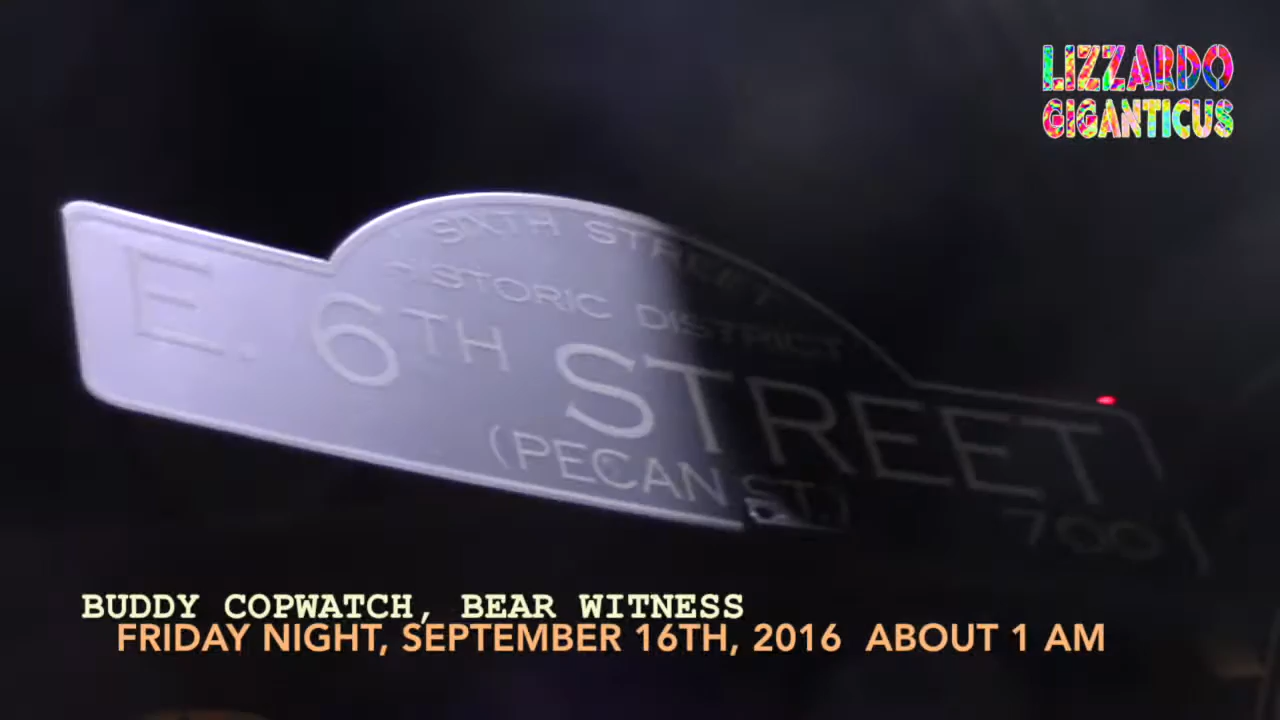 LIZZARDO
GIGANTICUS
SIXTH STREET
HISTORIC DISTRICT
E. 6TH STREET
(PECAN ST.)
700
BUDDY COPWATCH, BEAR WITNESS
FRIDAY NIGHT, SEPTEMBER 16TH, 2016 ABOUT 1 AM